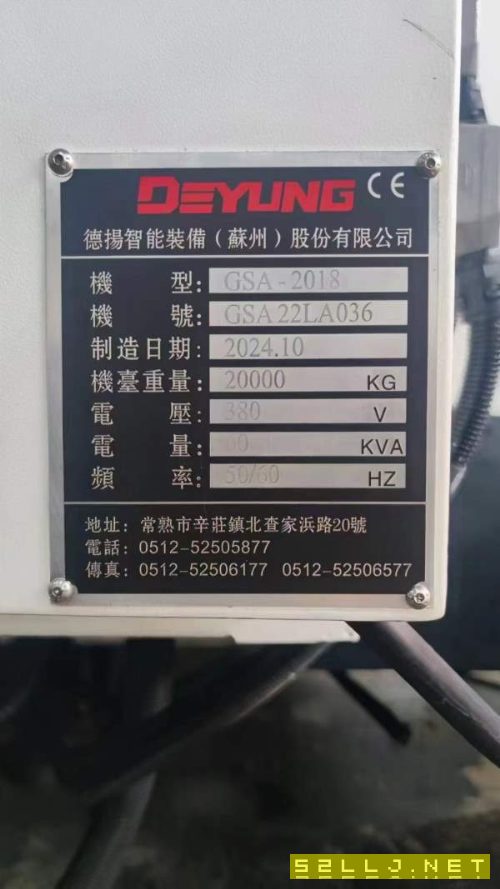 DEYUNG CE
德揚智能裝備（蘇州）股份有限公司
機 型: GSA-2018
機 號: GSA22LA036
制造日期: 2024.10
機臺重量: 20000 KG
電 壓: 380 V
電 量: 60 KVA
頻 率: 50/60 HZ
地址: 常熟市辛莊鎮北查家浜路20號
電話: 0512-52505877
傳真: 0512-52506177 0512-52506577
52LLJ.NET